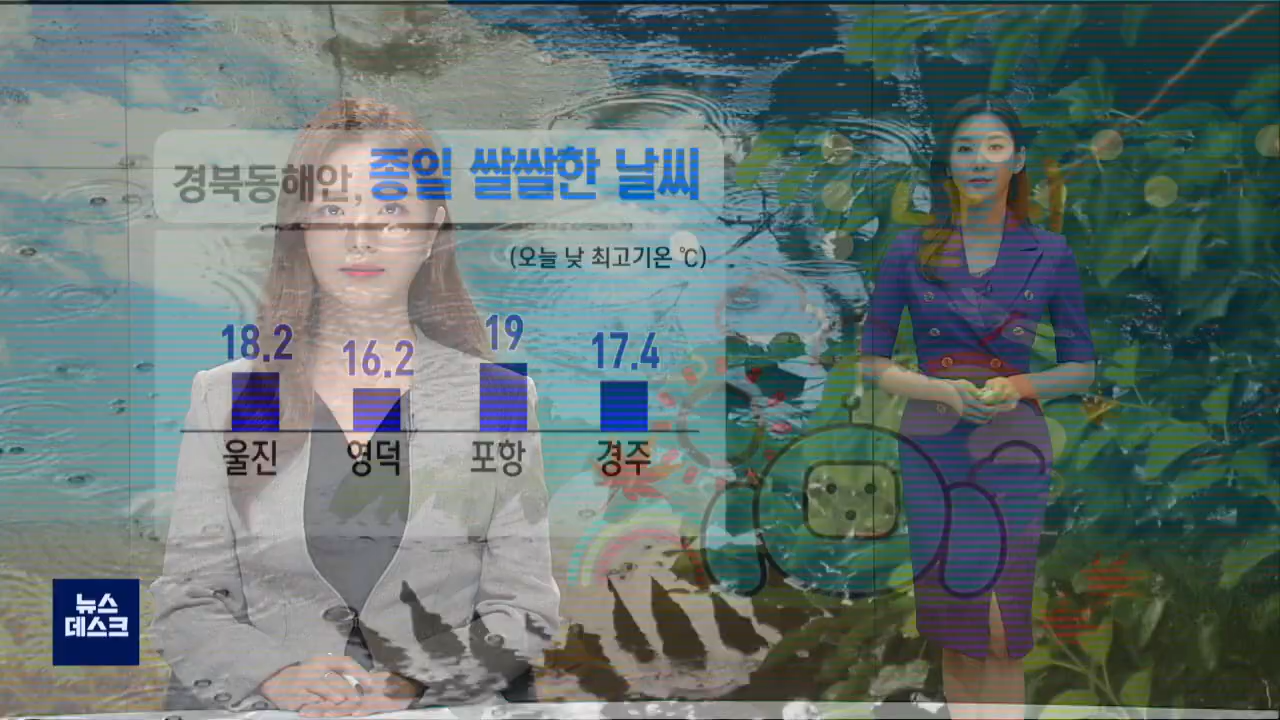 경북동해안, 종일 쌀쌀한 날씨
(오늘 낮 최고기온 ℃)
18.2 16.2 19 17.4
울진 영덕 포항 경주
뉴스
데스크